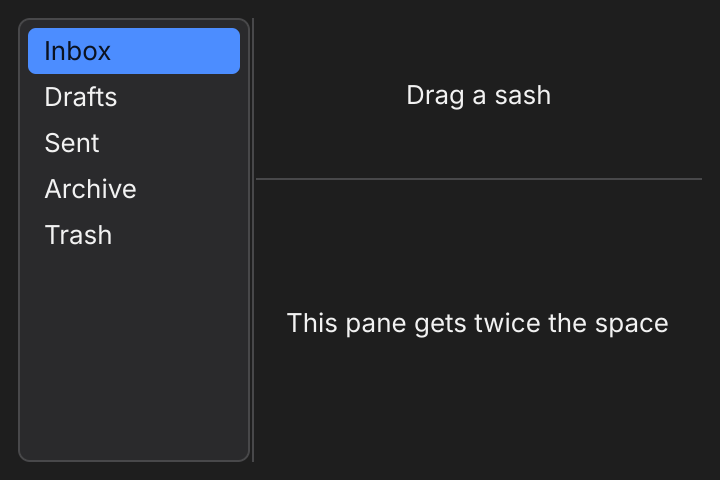 Inbox
Drafts
Sent
Archive
Trash
Drag a sash
This pane gets twice the space